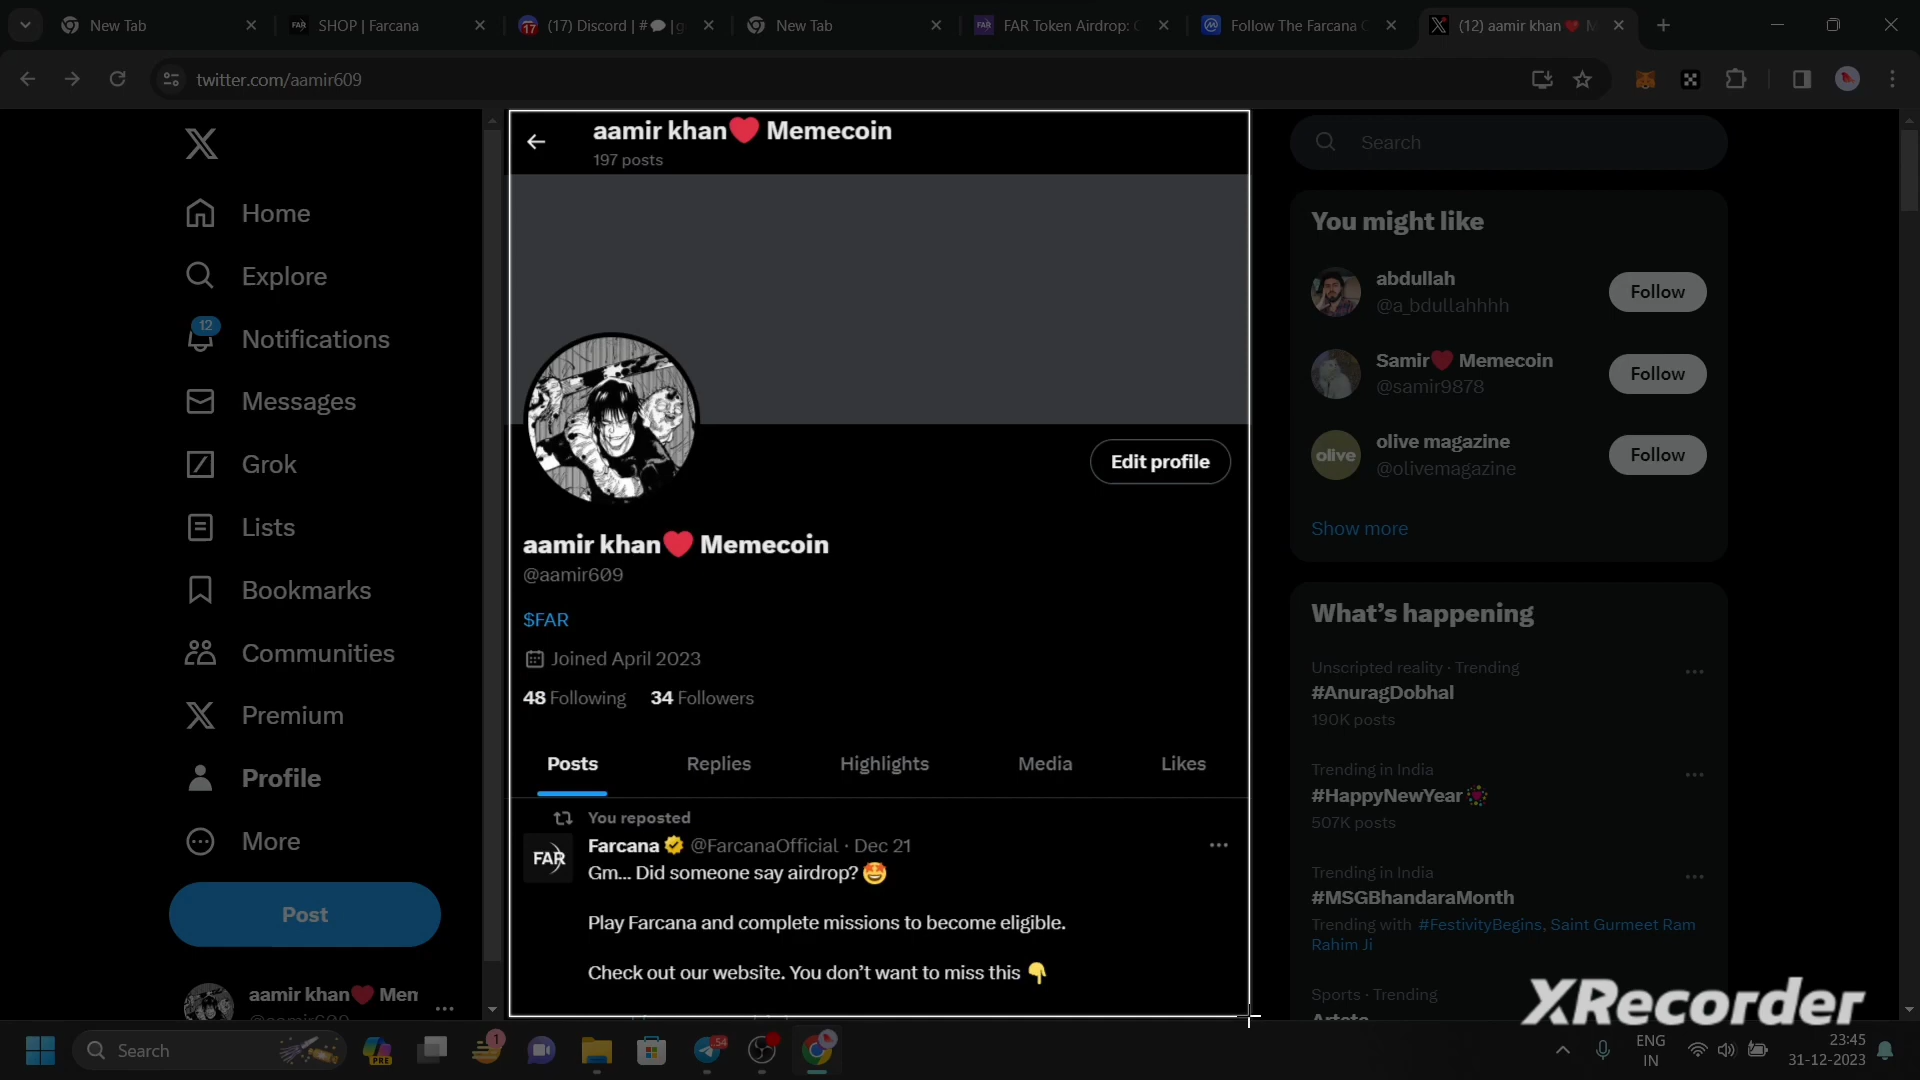 New Tab
SHOP | Farcana
(17) Discord | #
New Tab
FAR Token Airdrop:
Follow The Farcana
(12) aamir khan❤️
twitter.com/aamir609
Home
Explore
12
Notifications
Messages
Grok
Lists
Bookmarks
Communities
Premium
Profile
More
Post
aamir khan❤️ Mem
aamir khan❤️ Memecoin
197 posts
Edit profile
aamir khan❤️ Memecoin
@aamir609
$FAR
Joined April 2023
48 Following 34 Followers
Posts Replies Highlights Media Likes
You reposted
FAR
Farcana @FarcanaOfficial · Dec 21
Gm... Did someone say airdrop? 🤩
Play Farcana and complete missions to become eligible.
Check out our website. You don’t want to miss this 👇
Search
You might like
abdullah
@a_bdullahhhh
Follow
Samir❤️ Memecoin
@samir9878
Follow
olive
olive magazine
@olivemagazine
Follow
Show more
What’s happening
Unscripted reality · Trending
#AnuragDobhal
190K posts
Trending in India
#HappyNewYear
507K posts
Trending in India
#MSGBhandaraMonth
Trending with #FestivityBegins, Saint Gurmeet Ram
Rahim Ji
Sports · Trending
XRecorder
Search
PRE
1
54
ENG
IN
23:45
31-12-2023